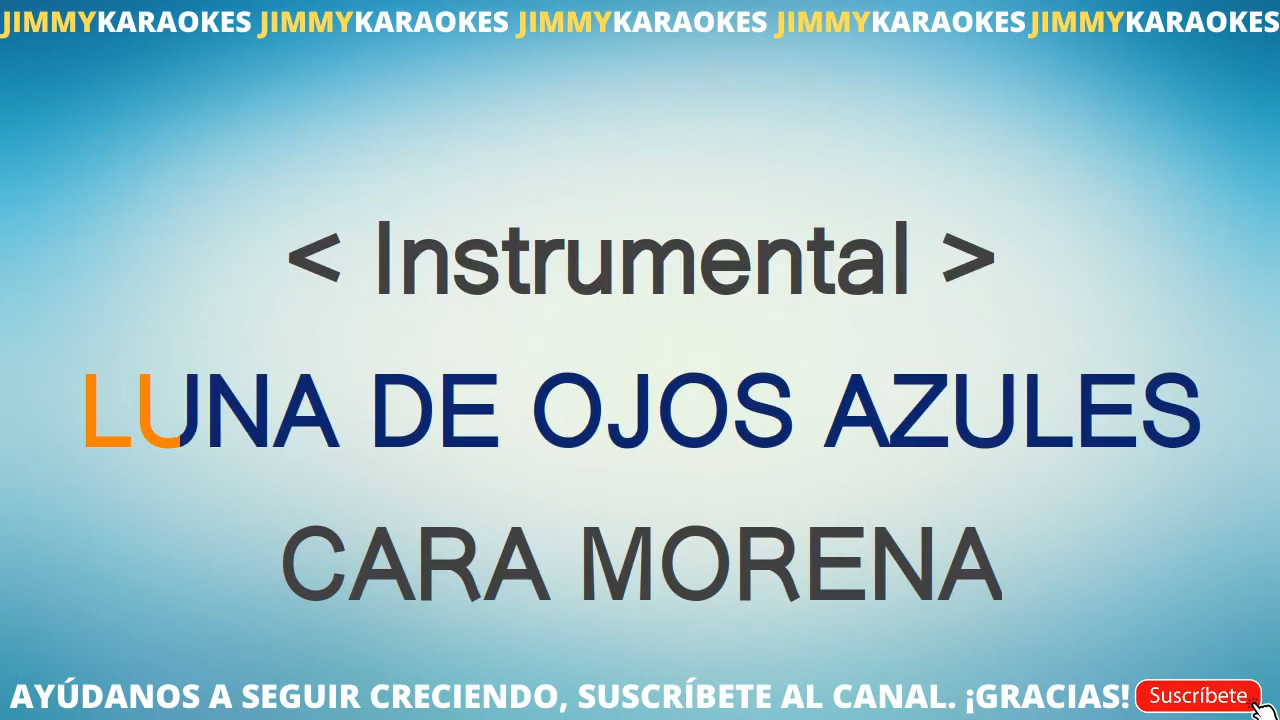 JIMMYKARAOKES JIMMYKARAOKES JIMMYKARAOKES JIMMYKARAOKES JIMMYKARAOKES
< Instrumental >
LUNA DE OJOS AZULES
CARA MORENA
AYÚDANOS A SEGUIR CRECIENDO, SUSCRÍBETE AL CANAL. ¡GRACIAS! Suscríbete